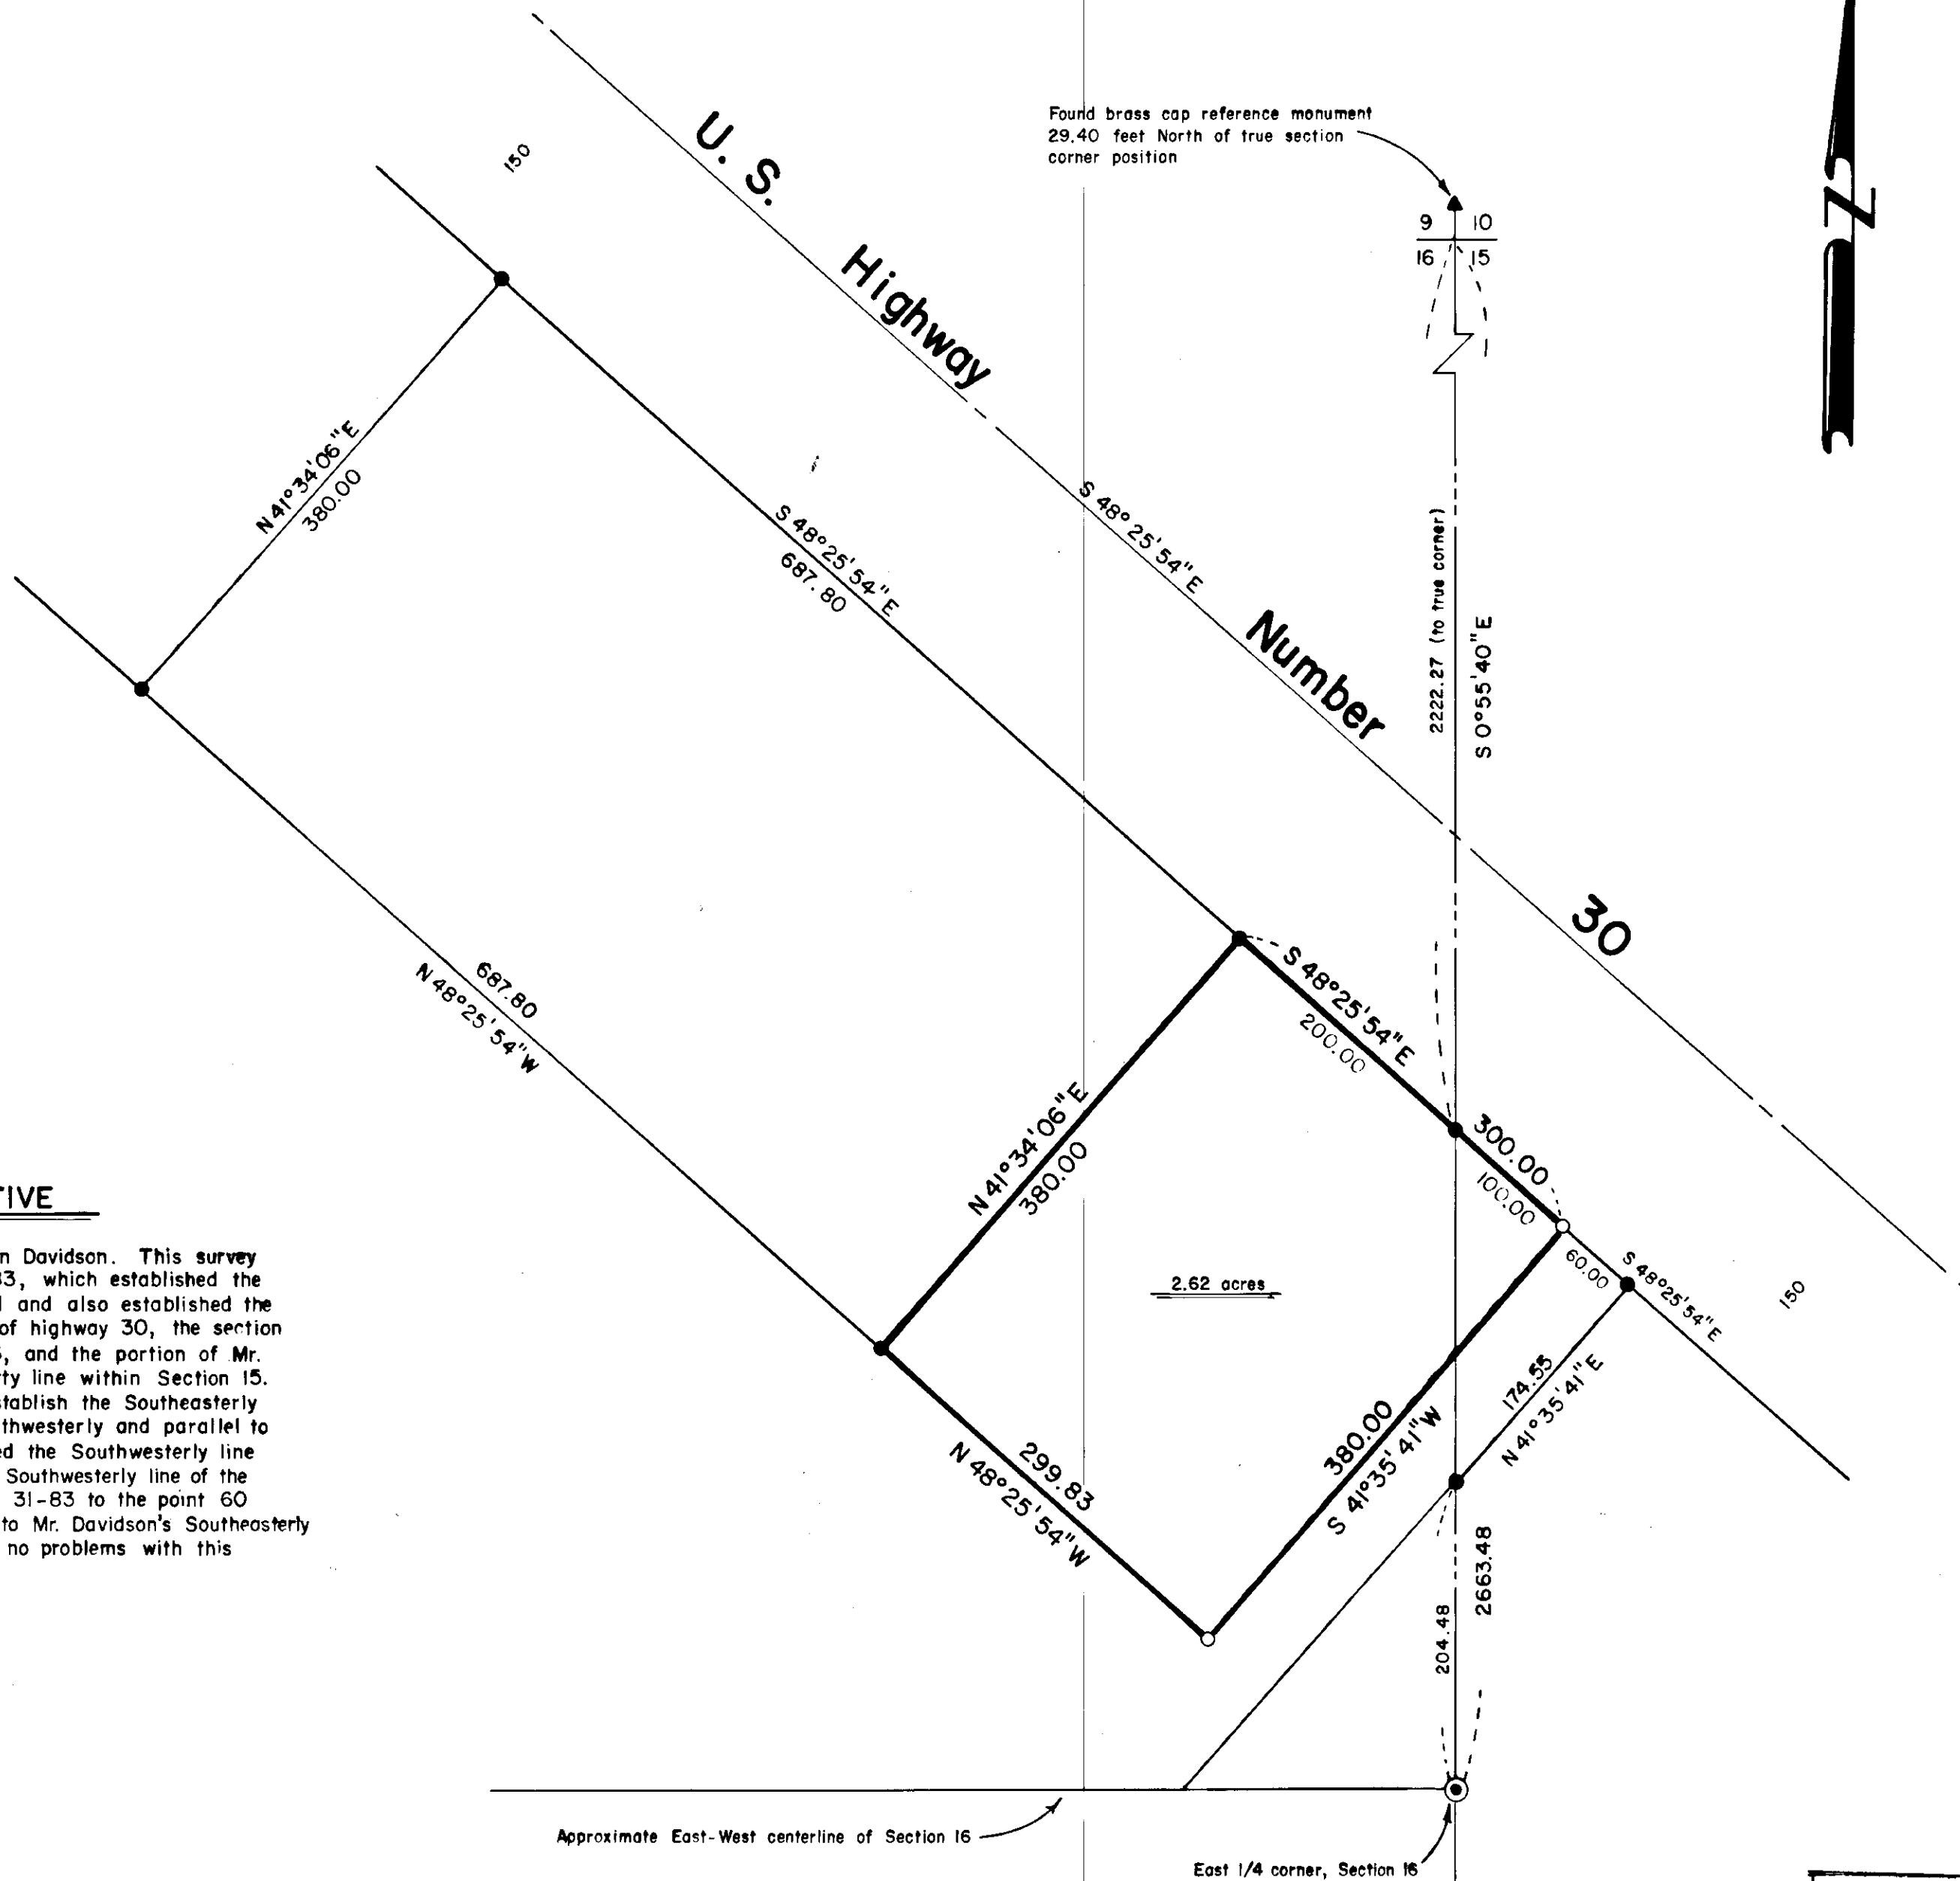 Found brass cap reference monument
29.40 feet North of true section
corner position
N
9 10
16 15
150
U. S. Highway Number 30
S 48° 25' 54" E
N 41° 34' 06" E
380.00
S 48° 25' 54" E
687.80
2222.27 (to true corner)
S 0° 55' 40" E
687.80
N 48° 25' 54" W
S 48° 25' 54" E
200.00
300.00
100.00
N 41° 34' 06" E
380.00
2.62 acres
60.00
S 48° 25' 54" E
150
174.55
N 41° 35' 41" E
380.00
S 41° 35' 41" W
299.83
N 48° 25' 54" W
204.48
2663.48
TIVE
n Davidson. This survey
33, which established the
and also established the
of highway 30, the section
, and the portion of Mr.
ty line within Section 15.
tablish the Southeasterly
thwesterly and parallel to
ed the Southwesterly line
Southwesterly line of the
31-83 to the point 60
to Mr. Davidson's Southeasterly
no problems with this
Approximate East-West centerline of Section 16
East 1/4 corner, Section 16